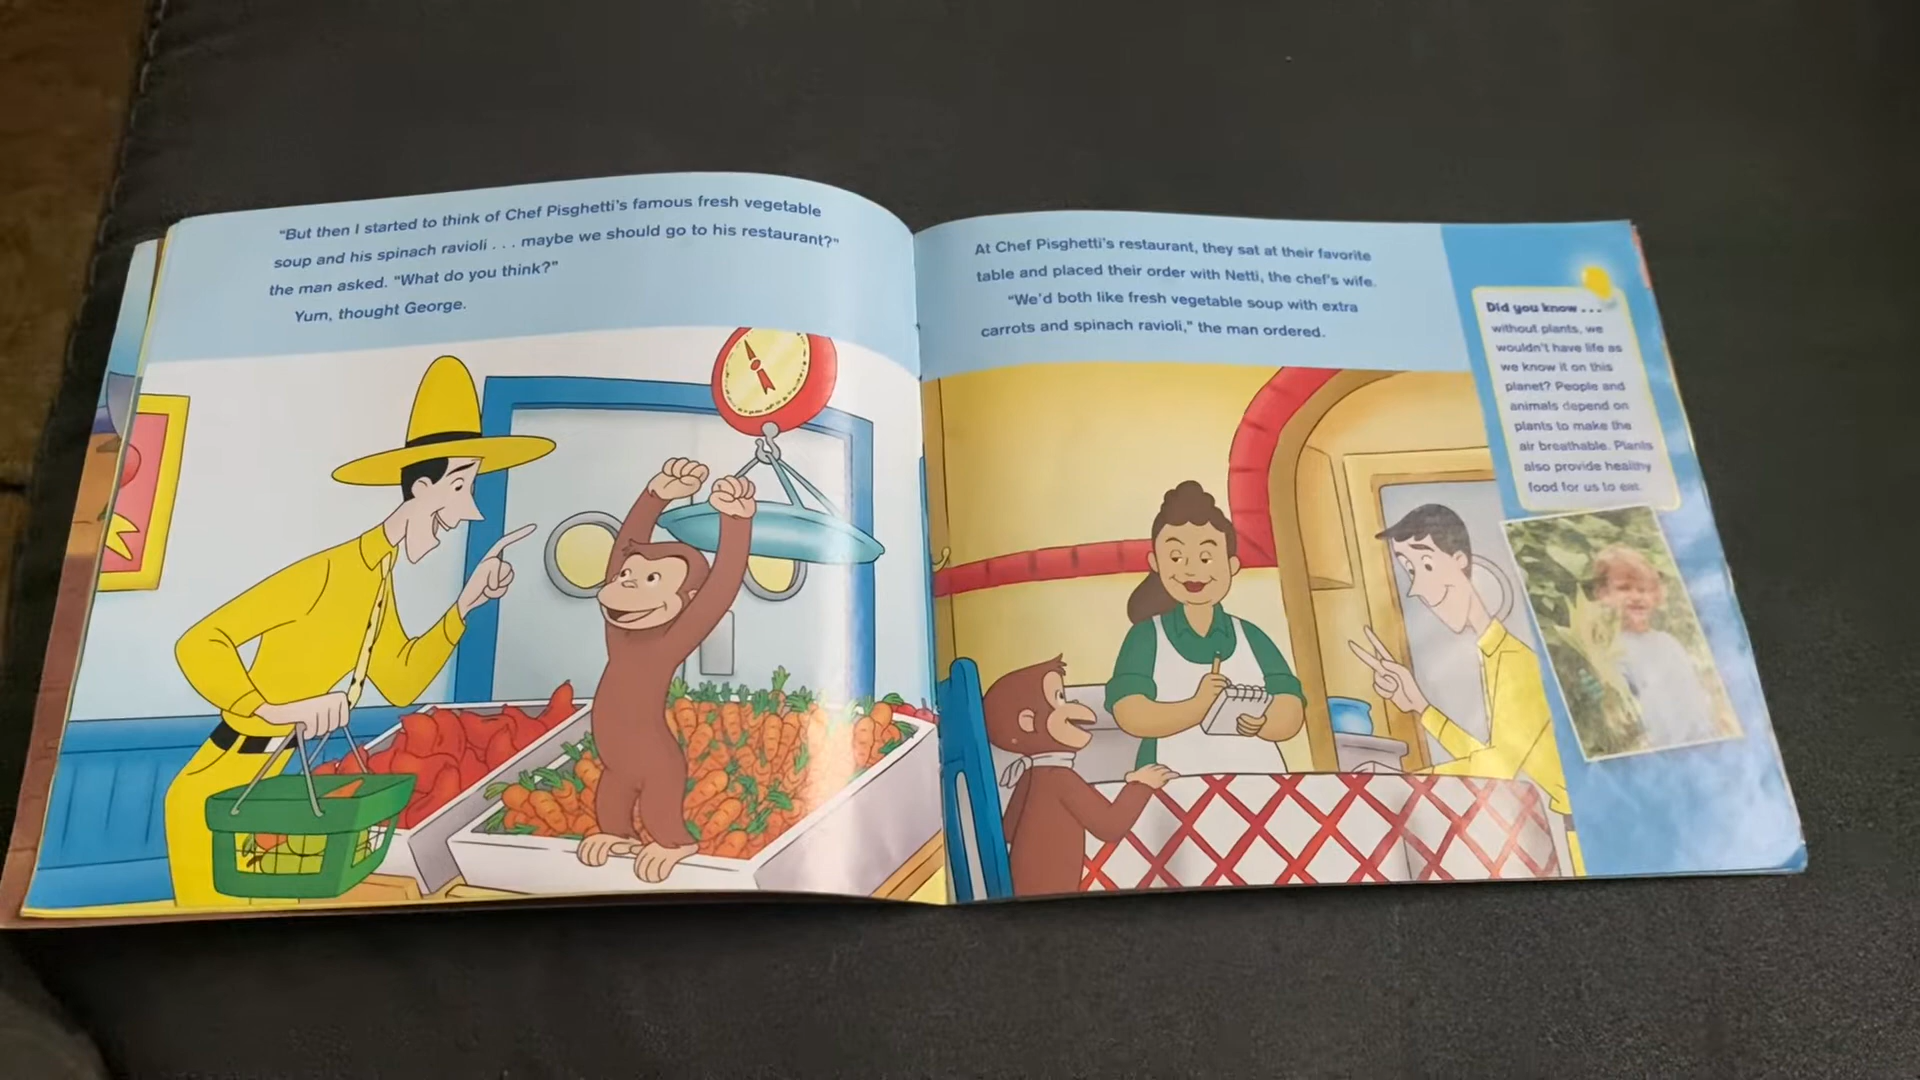 "But then I started to think of Chef Pisghetti's famous fresh vegetable
soup and his spinach ravioli . . . maybe we should go to his restaurant?"
the man asked. "What do you think?"
Yum, thought George.
At Chef Pisghetti's restaurant, they sat at their favorite
table and placed their order with Netti, the chef's wife.
"We'd both like fresh vegetable soup with extra
carrots and spinach ravioli," the man ordered.
Did you know . . .
without plants, we
wouldn't have life as
we know it on this
planet? People and
animals depend on
plants to make the
air breathable. Plants
also provide healthy
food for us to eat.